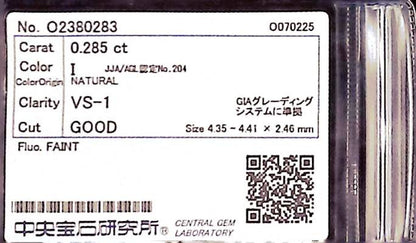 No. O2380283 O070225
Carat 0.285 ct
Color I JJA/AGL認定No.204
ColorOrigin NATURAL
Clarity VS-1 GIAグレーディング
システムに準拠
Cut GOOD Size 4.35 - 4.41 × 2.46 mm
Fluo. FAINT
中央宝石研究所® CENTRAL GEM
LABORATORY